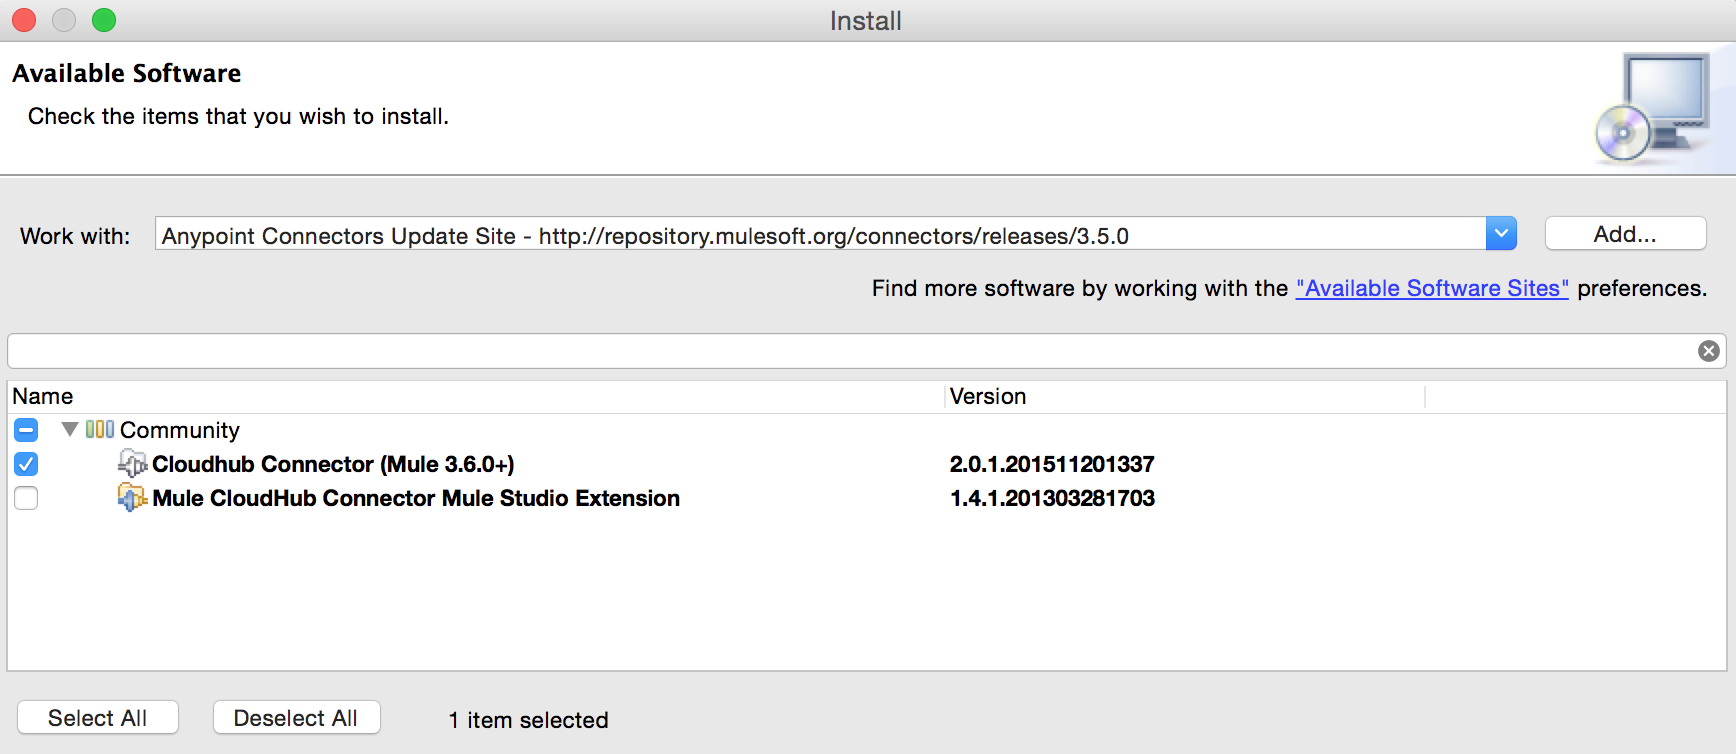 Install
Available Software
Check the items that you wish to install.
Work with: Anypoint Connectors Update Site - http://repository.mulesoft.org/connectors/releases/3.5.0 Add...
Find more software by working with the "Available Software Sites" preferences.
Name Version
Community
Cloudhub Connector (Mule 3.6.0+) 2.0.1.201511201337
Mule CloudHub Connector Mule Studio Extension 1.4.1.201303281703
Select All Deselect All 1 item selected